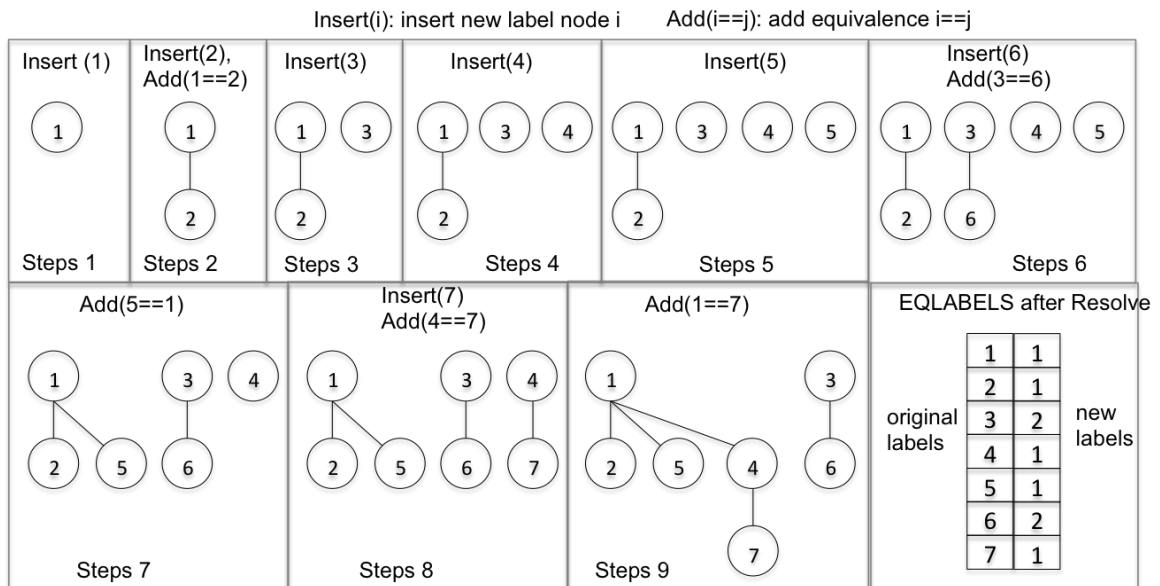 Insert(i): insert new label node i Add(i==j): add equivalence i==j
Insert (1)
1
Steps 1
Insert(2),
Add(1==2)
1
2
Steps 2
Insert(3)
1 3
2
Steps 3
Insert(4)
1 3 4
2
Steps 4
Insert(5)
1 3 4 5
2
Steps 5
Insert(6)
Add(3==6)
1 3 4 5
2 6
Steps 6
Add(5==1)
1 3 4
2 5 6
Steps 7
Insert(7)
Add(4==7)
1 3 4
2 5 6 7
Steps 8
Add(1==7)
1 3
2 5 4 6
7
Steps 9
EQLABELS after Resolve
original
labels
1 1
2 1
3 2
4 1
5 1
6 2
7 1
new
labels